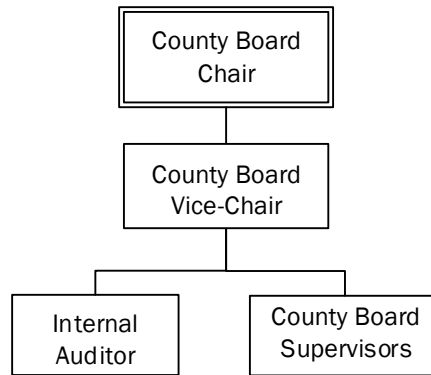 County Board
Chair
County Board
Vice-Chair
Internal
Auditor
County Board
Supervisors